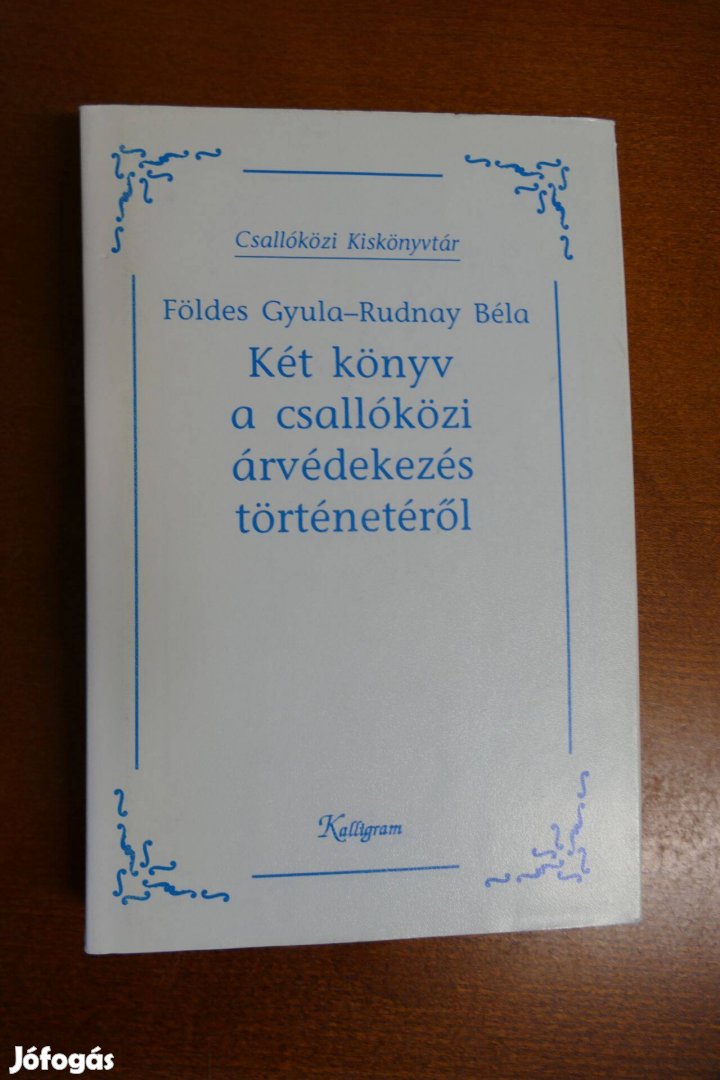 Csallóközi Kiskönyvtár
Földes Gyula–Rudnay Béla
Két könyv
a csallóközi
árvédekezés
történetéről
Kalligram
Jófogás